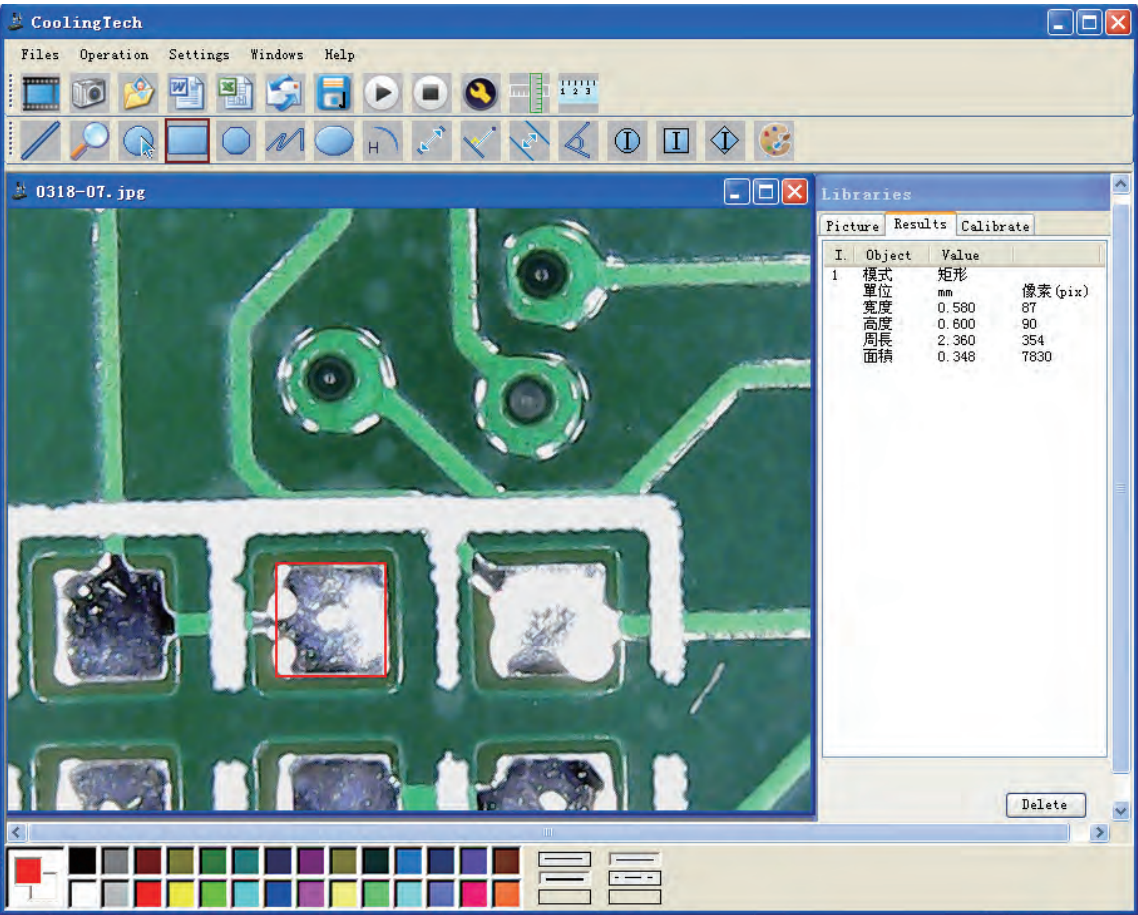 CoolingTech
Files Operation Settings Windows Help
W X
1 2 3
H I I I
0318-07.jpg
Libraries
Picture Results Calibrate
I. Object Value
1 模式 矩形
單位 mm 像素(pix)
寬度 0.580 87
高度 0.600 90
周長 2.360 354
面積 0.348 7830
Delete